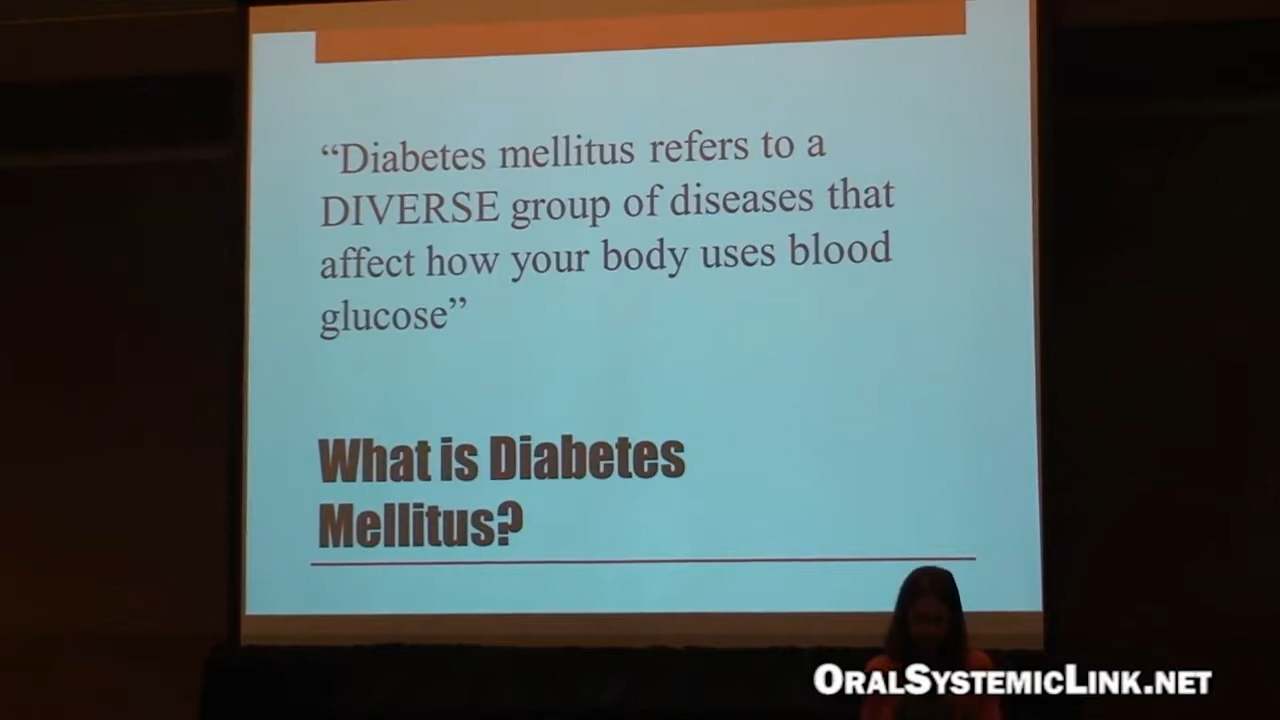 “Diabetes mellitus refers to a
DIVERSE group of diseases that
affect how your body uses blood
glucose”
What is Diabetes
Mellitus?
ORALSYSTEMICLINK.NET